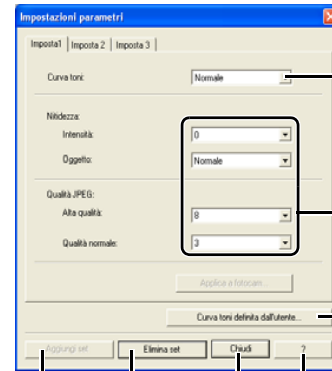 Impostazioni parametri
Imposta1 Imposta 2 Imposta 3
Curva toni: Normale
Nitidezza:
Intensità: 0
Oggetto: Normale
Qualità JPEG:
Alta qualità: 8
Qualità normale: 3
Applica a fotocam...
Curva toni definita dall'utente...
Aggiungi set Elimina set Chiudi ?